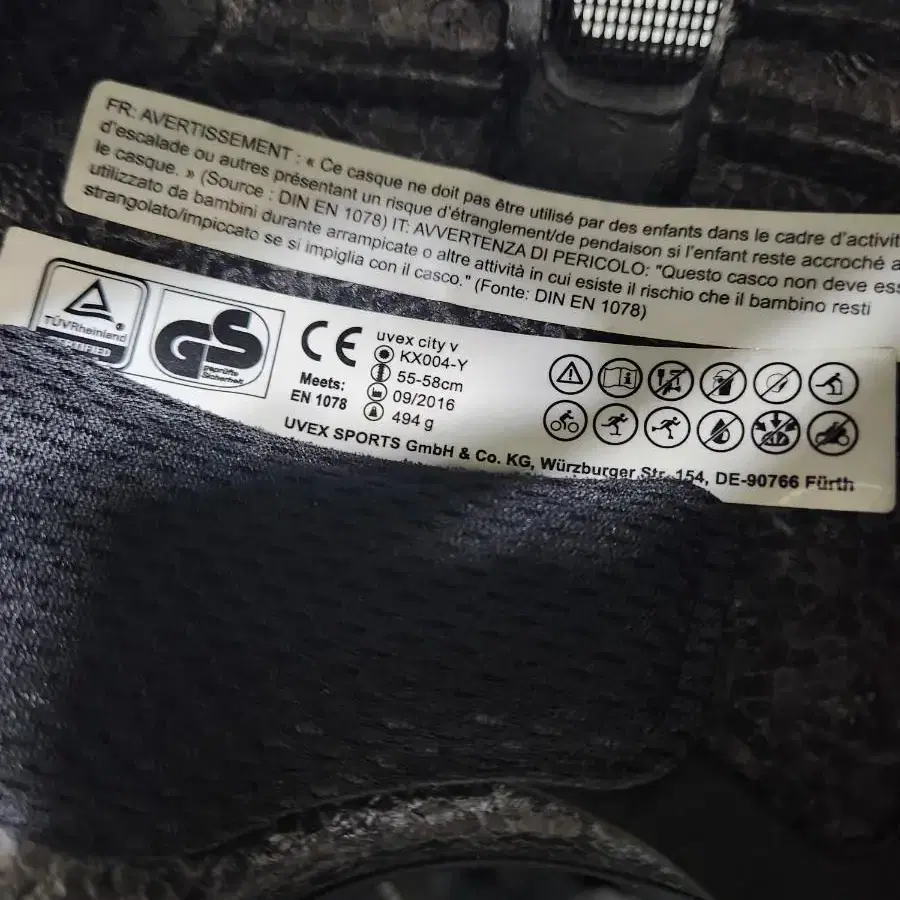 FR: AVERTISSEMENT : « Ce casque ne doit pas être utilisé par des enfants dans le cadre d'activit
d'escalade ou autres présentant un risque d'étranglement/de pendaison si l'enfant reste accroché a
le casque. » (Source : DIN EN 1078) IT: AVVERTENZA DI PERICOLO: "Questo casco non deve ess
utilizzato da bambini durante arrampicate o altre attività in cui esiste il rischio che il bambino resti
strangolato/impiccato se si impiglia con il casco." (Fonte: DIN EN 1078)
TÜVRheinland
CERTIFIED
GS
geprüfte
Sicherheit
CE
Meets:
EN 1078
uvex city v
KX004-Y
55-58cm
09/2016
494 g
UVEX SPORTS GmbH & Co. KG, Würzburger Str. 154, DE-90766 Fürth